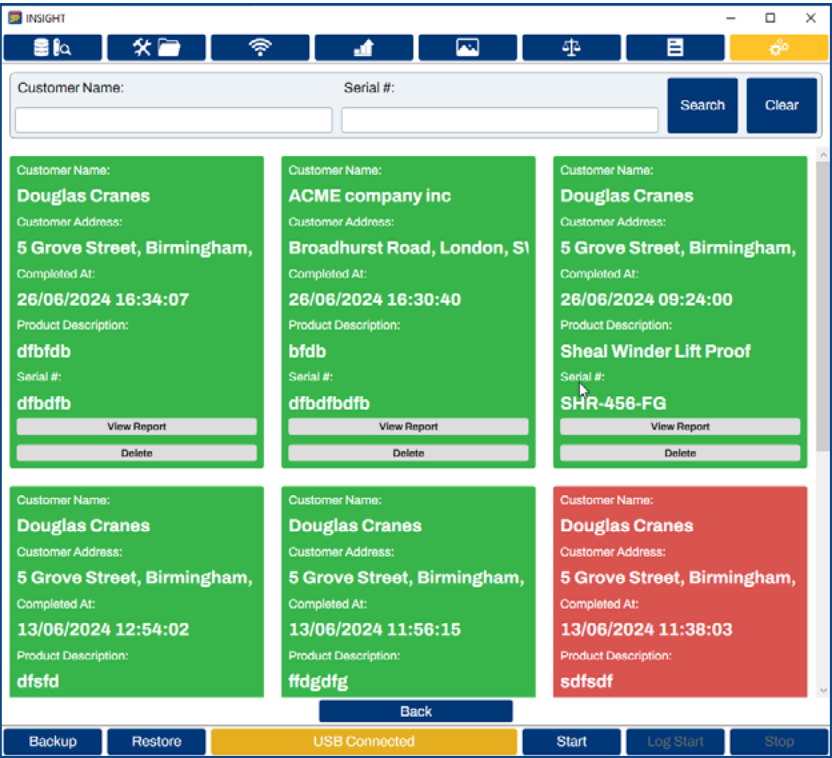 INSIGHT
Customer Name:
Serial #:
Search
Clear
Customer Name:
Douglas Cranes
Customer Address:
5 Grove Street, Birmingham,
Completed At:
26/06/2024 16:34:07
Product Description:
dfbfdb
Serial #:
dfbdfb
View Report
Delete
Customer Name:
ACME company inc
Customer Address:
Broadhurst Road, London, S
Completed At:
26/06/2024 16:30:40
Product Description:
bfdb
Serial #:
dfbdfbdfb
View Report
Delete
Customer Name:
Douglas Cranes
Customer Address:
5 Grove Street, Birmingham,
Completed At:
26/06/2024 09:24:00
Product Description:
Sheal Winder Lift Proof
Serial #:
SHR-456-FG
View Report
Delete
Customer Name:
Douglas Cranes
Customer Address:
5 Grove Street, Birmingham,
Completed At:
13/06/2024 12:54:02
Product Description:
dfsfd
Customer Name:
Douglas Cranes
Customer Address:
5 Grove Street, Birmingham,
Completed At:
13/06/2024 11:56:15
Product Description:
ffdgdfg
Customer Name:
Douglas Cranes
Customer Address:
5 Grove Street, Birmingham,
Completed At:
13/06/2024 11:38:03
Product Description:
sdfsdf
Back
Backup
Restore
USB Connected
Start
Log Start
Stop